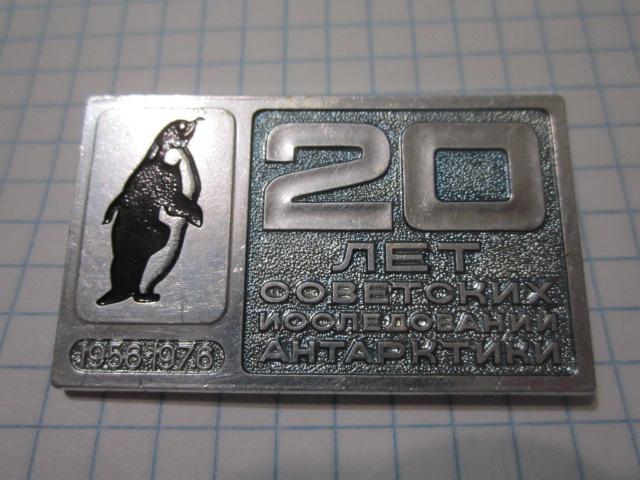 20
ЛЕТ
СОВЕТСКИХ
ИССЛЕДОВАНИЙ
АНТАРКТИКИ
1956-1976